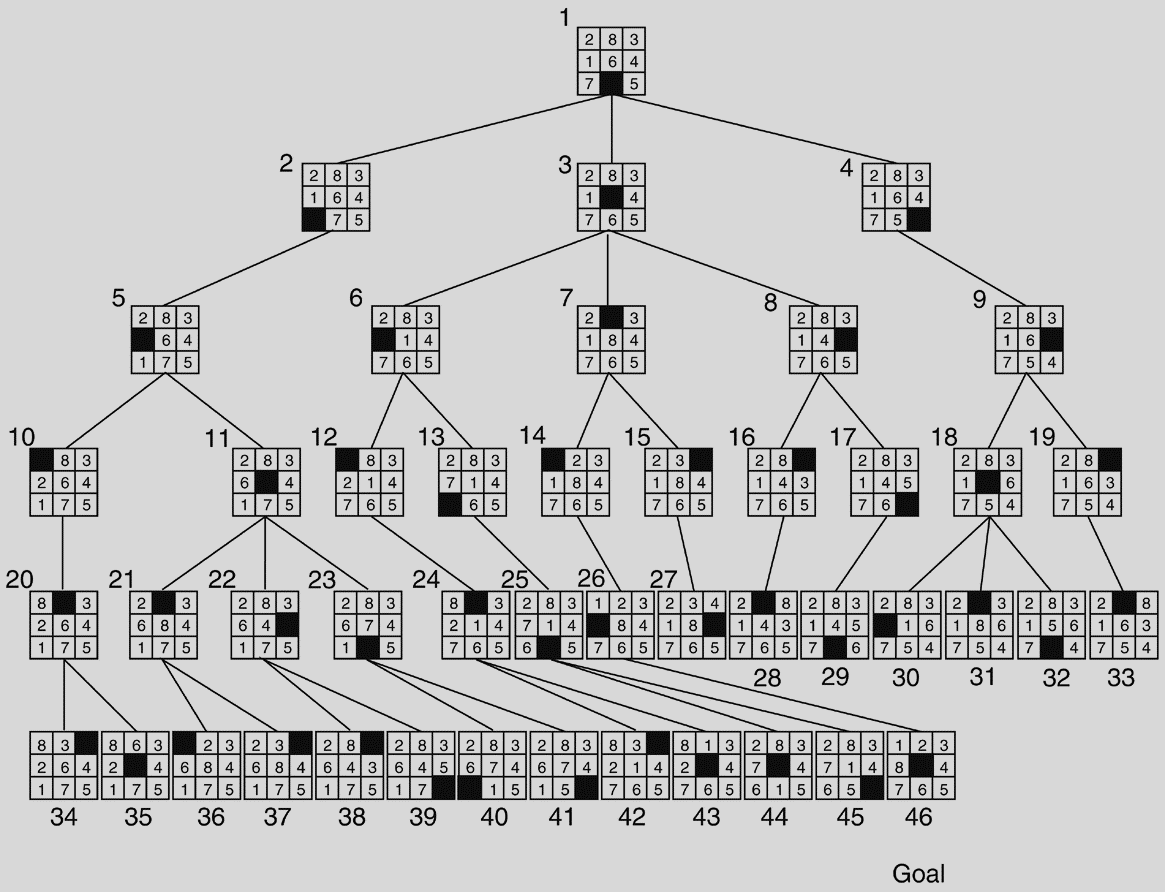 1
2 8 3
1 6 4
7 5
2
2 8 3
1 6 4
7 5
3
2 8 3
1 4
7 6 5
4
2 8 3
1 6 4
7 5
5
2 8 3
6 4
1 7 5
6
2 8 3
1 4
7 6 5
7
2 3
1 8 4
7 6 5
8
2 8 3
1 4
7 6 5
9
2 8 3
1 6
7 5 4
10
8 3
2 6 4
1 7 5
11
2 8 3
6 4
1 7 5
12
8 3
2 1 4
7 6 5
13
2 8 3
7 1 4
6 5
14
2 3
1 8 4
7 6 5
15
2 3
1 8 4
7 6 5
16
2 8
1 4 3
7 6 5
17
2 8 3
1 4 5
7 6
18
2 8 3
1 6
7 5 4
19
2 8
1 6 3
7 5 4
20
8 3
2 6 4
1 7 5
21
2 3
6 8 4
1 7 5
22
2 8 3
6 4
1 7 5
23
2 8 3
6 7 4
1 5
24
8 3
2 1 4
7 6 5
25
2 8 3
7 1 4
6 5
26
1 2 3
8 4
7 6 5
27
2 3 4
1 8
7 6 5
2 8
1 4 3
7 6 5
28
2 8 3
1 4 5
7 6
29
2 8 3
1 6
7 5 4
30
2 3
1 8 6
7 5 4
31
2 8 3
1 5 6
7 4
32
2 8
1 6 3
7 5 4
33
8 3
2 6 4
1 7 5
34
8 6 3
2 4
1 7 5
35
2 3
6 8 4
1 7 5
36
2 3
6 8 4
1 7 5
37
2 8
6 4 3
1 7 5
38
2 8 3
6 4 5
1 7
39
2 8 3
6 7 4
1 5
40
2 8 3
6 7 4
1 5
41
8 3
2 1 4
7 6 5
42
8 1 3
2 4
7 6 5
43
2 8 3
7 4
6 1 5
44
2 8 3
7 1 4
6 5
45
1 2 3
8 4
7 6 5
46
Goal